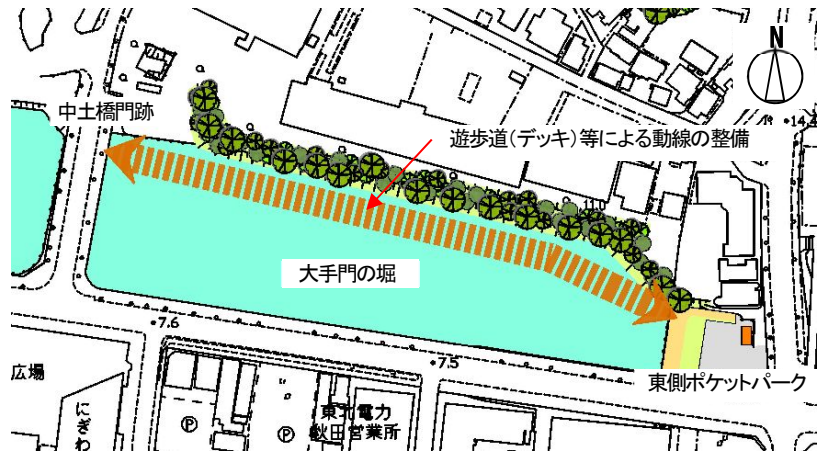 N
14.4
中土橋門跡
遊歩道(デッキ)等による動線の整備
大手門の堀
7.6
7.5
東側ポケットパーク
広場
にぎわ
P
P
東北電力
秋田営業所